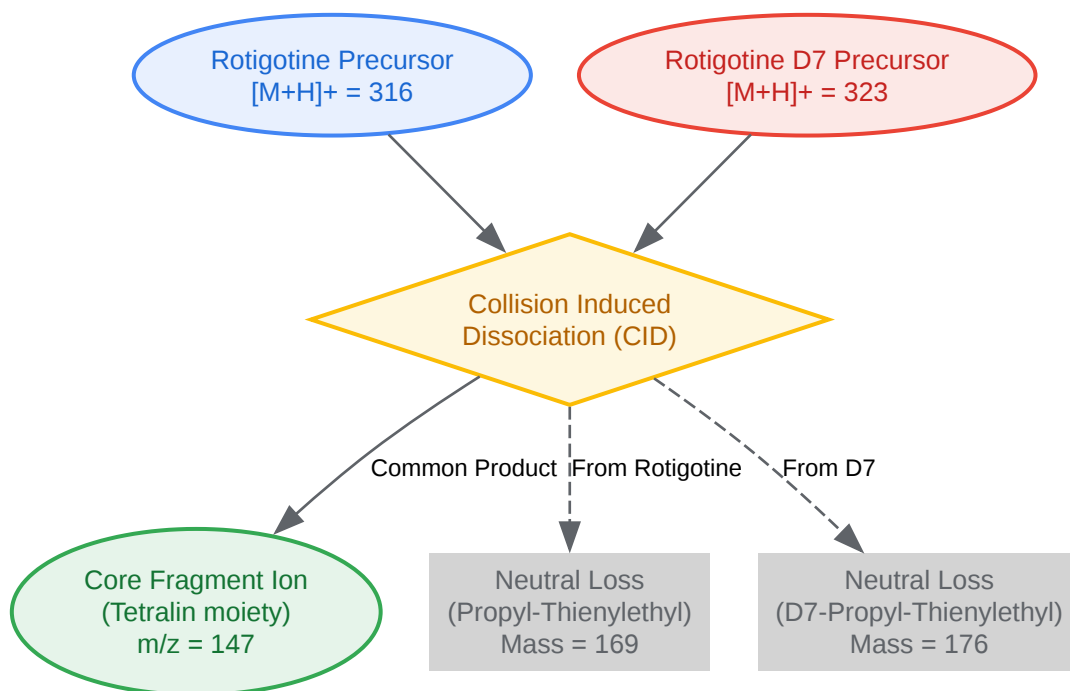 Rotigotine Precursor
[M+H]+ = 316
Rotigotine D7 Precursor
[M+H]+ = 323
Collision Induced
Dissociation (CID)
Common Product
From Rotigotine
From D7
Core Fragment Ion
(Tetralin moiety)
m/z = 147
Neutral Loss
(Propyl-Thienylethyl)
Mass = 169
Neutral Loss
(D7-Propyl-Thienylethyl)
Mass = 176